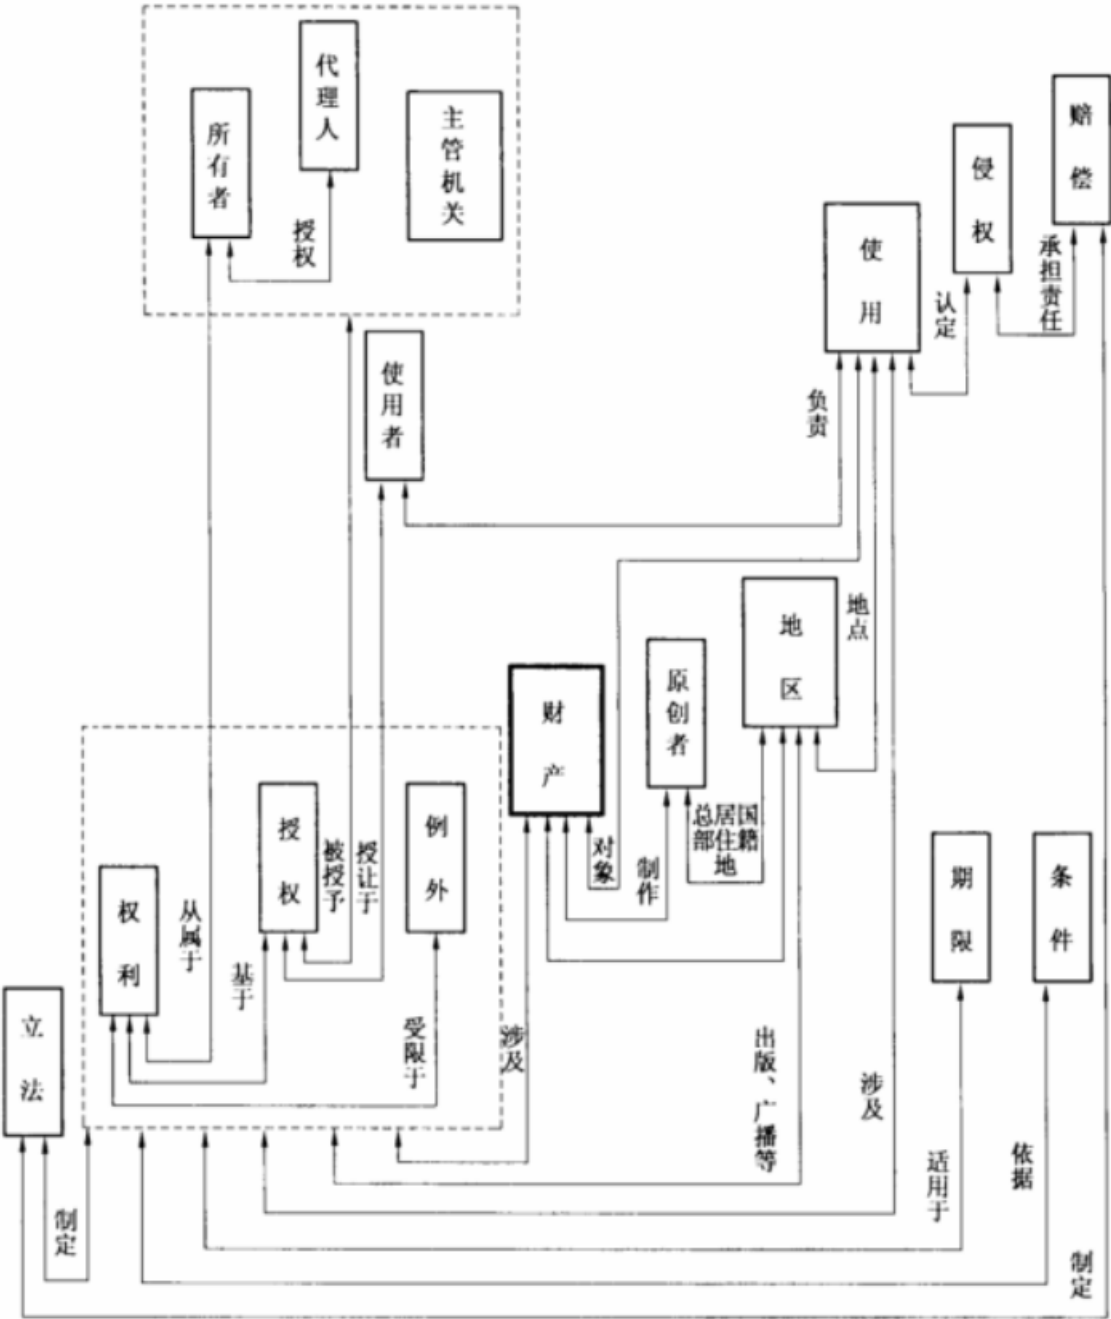 代理人
所有者
主管机关
授权
赔偿
侵权
使用
承担责任
认定
使用者
负责
地区
地点
原创者
财产
总部
居住地
国籍
对象
制作
例外
授权
被授予
授让于
权利
从属于
基于
受限于
期限
条件
立法
涉及
出版、广播等
涉及
适用于
依据
制定
制定